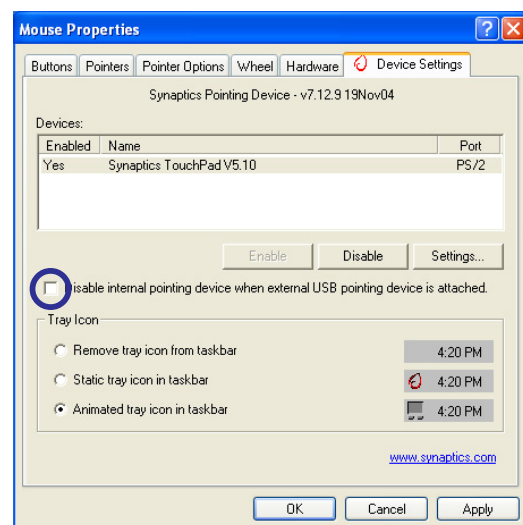 Mouse Properties
Buttons Pointers Pointer Options Wheel Hardware Device Settings
Synaptics Pointing Device - v7.12.9 19Nov04
Devices:
Enabled Name Port
Yes Synaptics TouchPad V5.10 PS/2
Enable Disable Settings...
Disable internal pointing device when external USB pointing device is attached.
Tray Icon
Remove tray icon from taskbar 4:20 PM
Static tray icon in taskbar 4:20 PM
Animated tray icon in taskbar 4:20 PM
www.synaptics.com
OK Cancel Apply